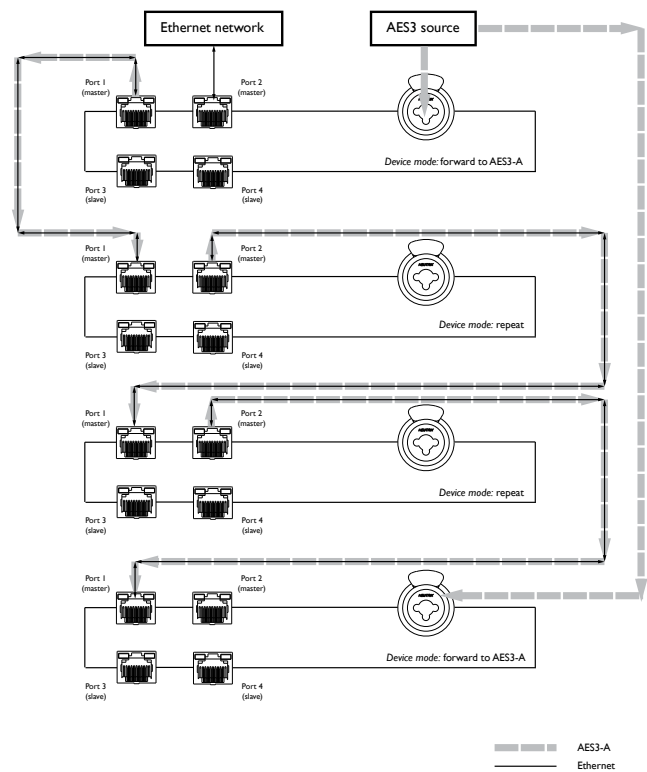 Ethernet network
AES3 source
Port 1
(master)
Port 2
(master)
Device mode: forward to AES3-A
Port 3
(slave)
Port 4
(slave)
Port 1
(master)
Port 2
(master)
Device mode: repeat
Port 3
(slave)
Port 4
(slave)
Port 1
(master)
Port 2
(master)
Device mode: repeat
Port 3
(slave)
Port 4
(slave)
Port 1
(master)
Port 2
(master)
Device mode: forward to AES3-A
Port 3
(slave)
Port 4
(slave)
AES3-A
Ethernet